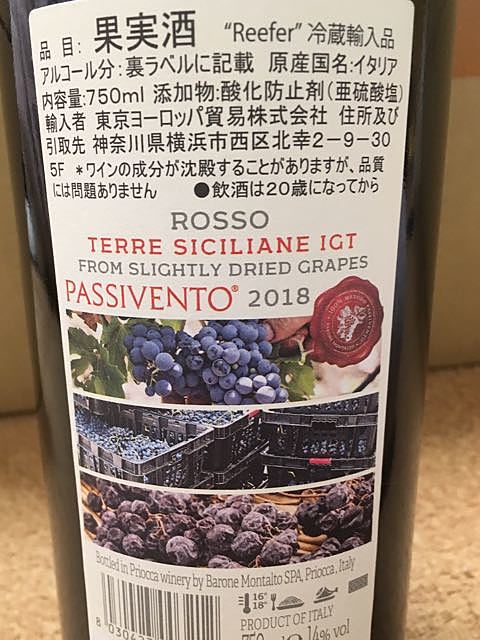 品 目: 果実酒 “Reefer” 冷蔵輸入品
アルコール分:裏ラベルに記載 原産国名:イタリア
内容量:750ml 添加物:酸化防止剤(亜硫酸塩)
輸入者 東京ヨーロッパ貿易株式会社 住所及び
引取先 神奈川県横浜市西区北幸2-9-30
5F *ワインの成分が沈殿することがありますが、品質
には問題ありません ●飲酒は20歳になってから
ROSSO
TERRE SICILIANE IGT
FROM SLIGHTLY DRIED GRAPES
PASSIVENTO® 2018
Bottled in Priocca winery by Barone Montalto SPA, Priocca, Italy
16°
18°
PRODUCT OF ITALY
14% vol